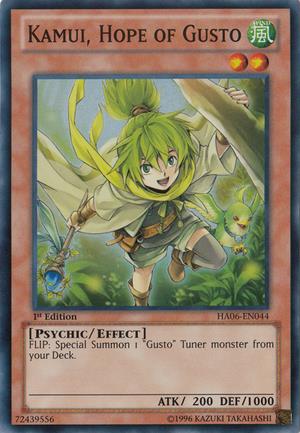 KAMUI, HOPE OF GUSTO
WIND
風
1st Edition
HA06-EN044
[PSYCHIC/EFFECT]
FLIP: Special Summon 1 "Gusto" Tuner monster from
your Deck.
ATK/ 200 DEF/1000
72439556
©1996 KAZUKI TAKAHASHI